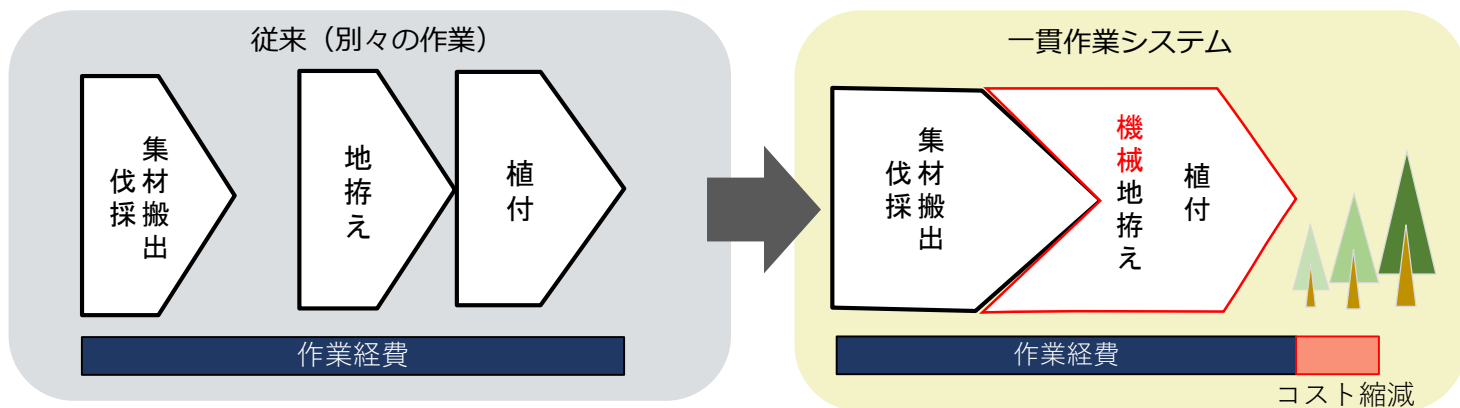 従来（別々の作業）
集材搬出
伐採
地拵え
植付
作業経費
一貫作業システム
集材搬出
伐採
植付
機械地拵え
作業経費
コスト縮減